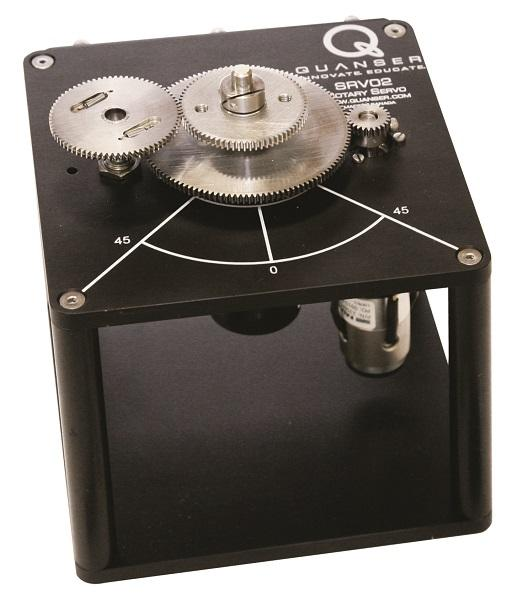 QUANSER
INNOVATE. EDUCATE.
SRV02
ROTARY SERVO
WWW.QUANSER.COM
45
45
0